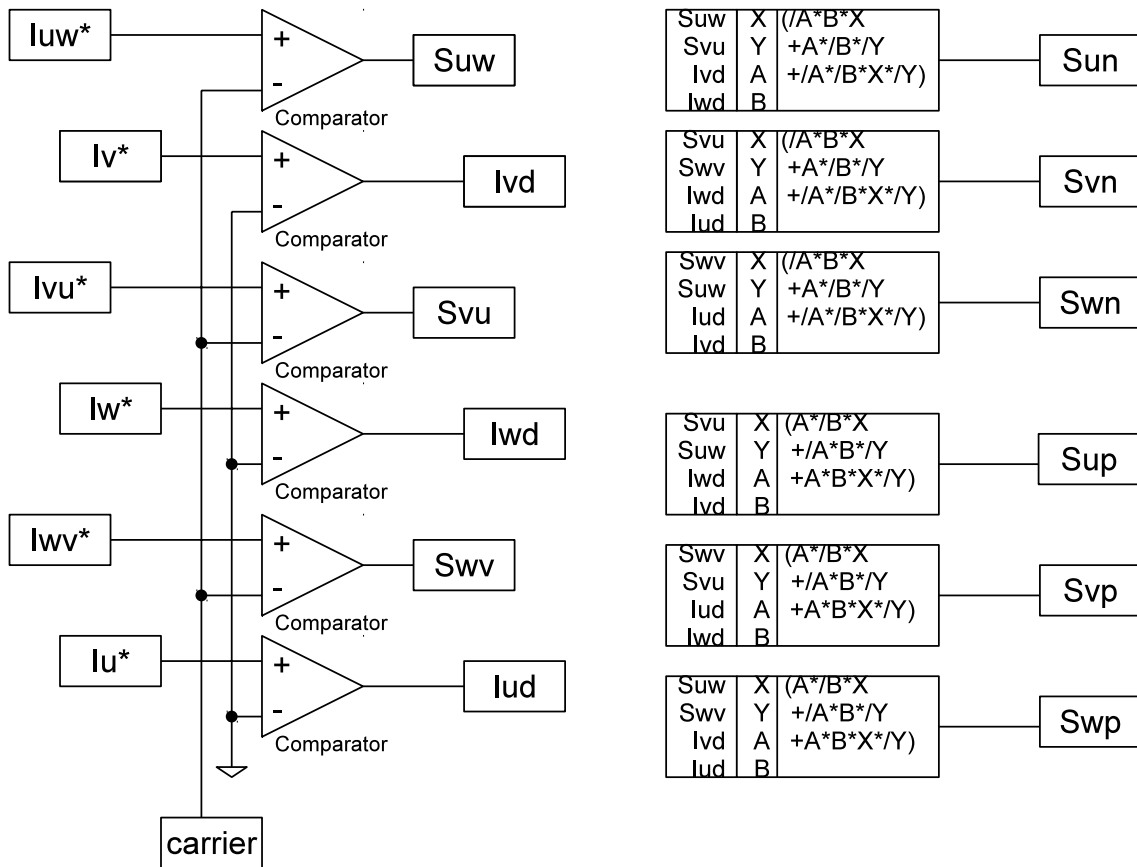 Iuw*
+
-
Comparator
Suw
Iv*
+
-
Comparator
Ivd
Ivu*
+
-
Comparator
Svu
Iw*
+
-
Comparator
Iwd
Iwv*
+
-
Comparator
Swv
Iu*
+
-
Comparator
Iud
carrier
Suw X (/A*B*X
Svu Y +A*/B*/Y
Ivd A +/A*/B*X*/Y)
Iwd B
Sun
Svu X (/A*B*X
Swv Y +A*/B*/Y
Iwd A +/A*/B*X*/Y)
Iud B
Svn
Swv X (/A*B*X
Suw Y +A*/B*/Y
Iud A +/A*/B*X*/Y)
Ivd B
Swn
Svu X (A*/B*X
Suw Y +/A*B*/Y
Iwd A +A*B*X*/Y)
Ivd B
Sup
Swv X (A*/B*X
Svu Y +/A*B*/Y
Iud A +A*B*X*/Y)
Iwd B
Svp
Suw X (A*/B*X
Swv Y +/A*B*/Y
Ivd A +A*B*X*/Y)
Iud B
Swp